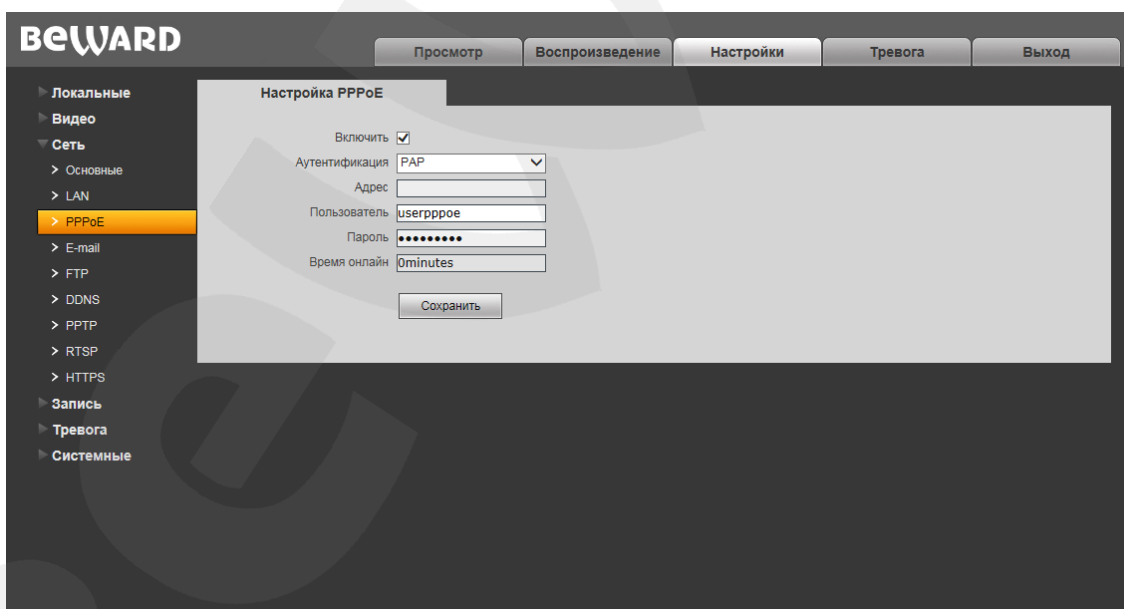 BEWARD
Просмотр
Воспроизведение
Настройки
Тревога
Выход
Локальные
Видео
Сеть
> Основные
> LAN
> PPPoE
> E-mail
> FTP
> DDNS
> PPTP
> RTSP
> HTTPS
Запись
Тревога
Системные
Настройка PPPoE
Включить
Аутентификация PAP
Адрес
Пользователь userpppoe
Пароль •••••••••
Время онлайн 0minutes
Сохранить